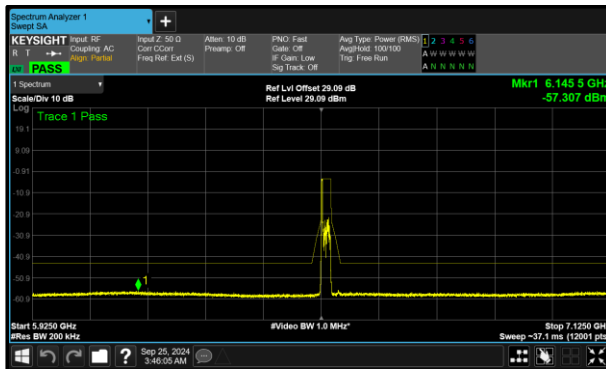 Spectrum Analyzer 1
Swept SA
+
KEYSIGHT Input: RF Input Z: 50 Ω Atten: 10 dB PNO: Fast Avg Type: Power (RMS) 1 2 3 4 5 6
R T Coupling: AC Corr CCorr Preamp: Off Gate: Off Avg|Hold: 100/100 A W W W W W
Align: Partial Freq Ref: Ext (S) IF Gain: Low Trig: Free Run
LXI PASS Sig Track: Off A N N N N N
1 Spectrum Ref Lvl Offset 29.09 dB Mkr1 6.145 5 GHz
Scale/Div 10 dB Ref Level 29.09 dBm -57.307 dBm
Log
Trace 1 Pass
19.1
9.09
-0.91
-10.9
-20.9
-30.9
-40.9
-50.9
1
-60.9
Start 5.9250 GHz #Video BW 1.0 MHz* Stop 7.1250 GHz
#Res BW 200 kHz Sweep ~37.1 ms (12001 pts)
? Sep 25, 2024
3:46:05 AM